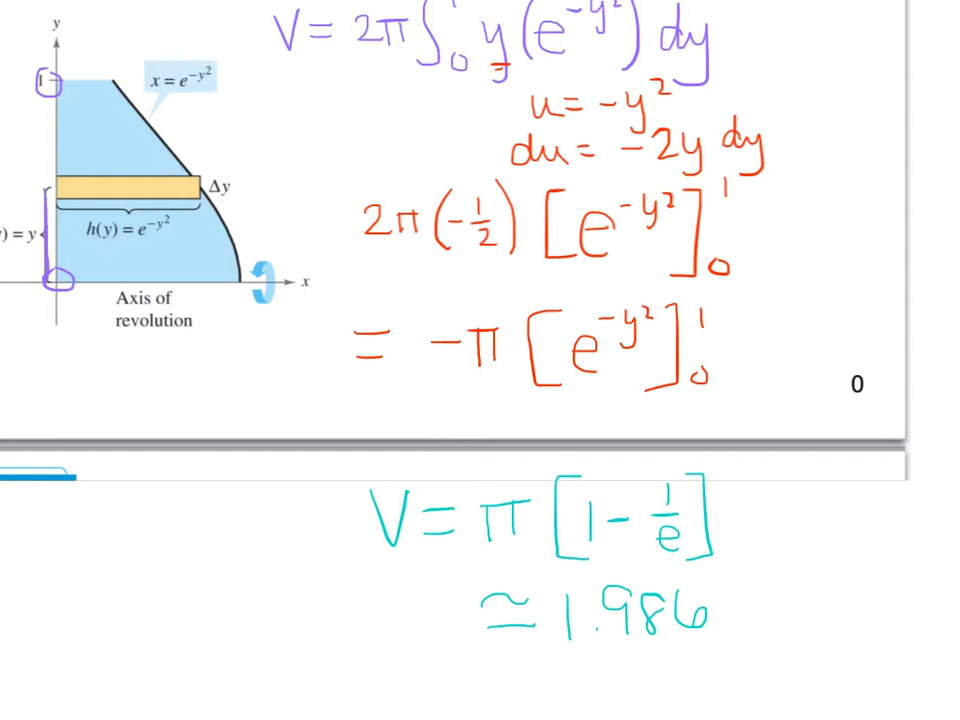 y
V = 2π∫₀¹ y(e^-y²) dy
1
x = e^-y²
u = -y²
du = -2y dy
Δy
2π(-1/2)[e^-y²]₀¹
h(y) = e^-y²
) = y
x
Axis of
revolution
= -π[e^-y²]₀¹
0
V = π[1 - 1/e]
≃ 1.986